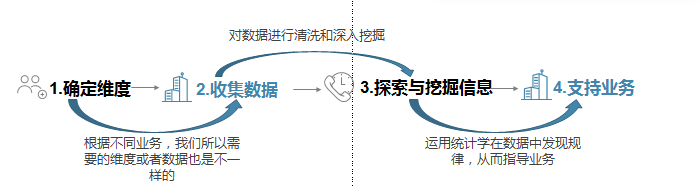 对数据进行清洗和深入挖掘
1.确定维度
2.收集数据
3.探索与挖掘信息
4.支持业务
根据不同业务，我们所以需
要的维度或者数据也是不一
样的
运用统计学在数据中发现规
律，从而指导业务